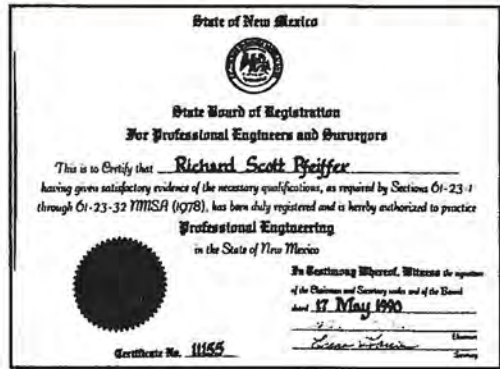 State of New Mexico
State Board of Registration
For Professional Engineers and Surveyors
This is to Certify that Richard Scott Pfeiffer
having given satisfactory evidence of the necessary qualifications, as required by Sections 61-23-1
through 61-23-32 NMSA (1978), has been duly registered and is hereby authorized to practice
Professional Engineering
in the State of New Mexico
In Testimony Whereof, Witness the signature
of the Chairman and Secretary under seal of the Board
dated 17 May 1990
Chairman
Secretary
Certificate No. 11155